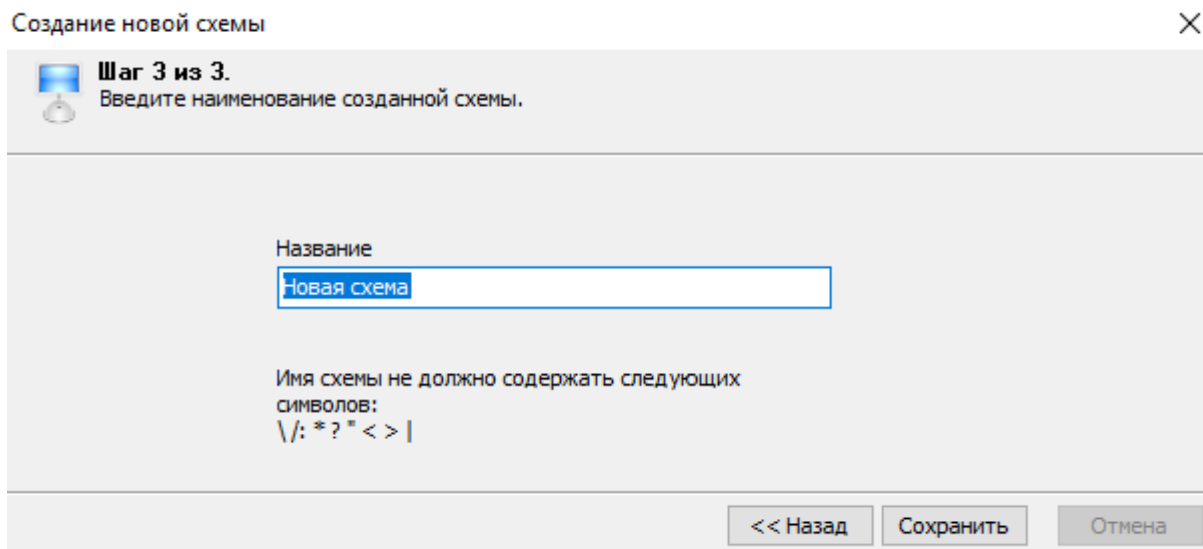 Создание новой схемы
Шаг 3 из 3.
Введите наименование созданной схемы.
Название
Новая схема
Имя схемы не должно содержать следующих
символов:
\ /: * ? " < > |
<< Назад
Сохранить
Отмена